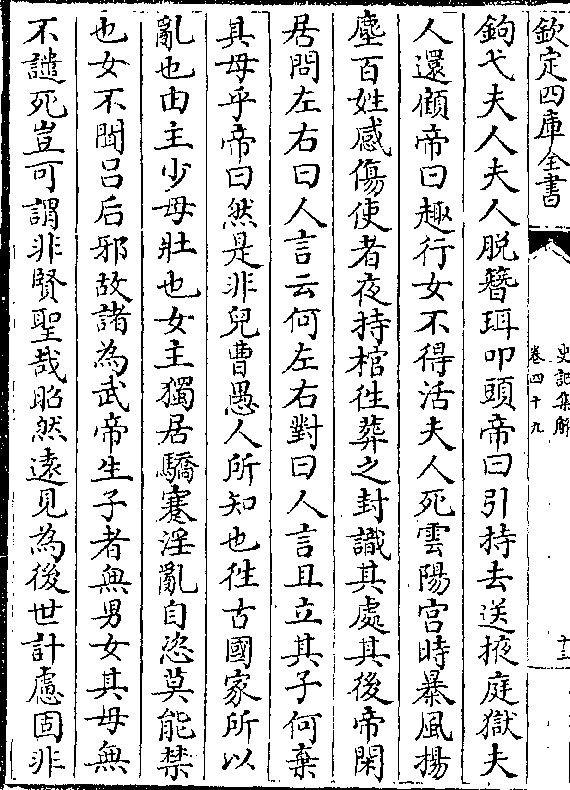 欽定四庫全書
史記集解
卷四十九
十三
鉤弋夫人夫人脱簪珥叩頭帝曰引持去送掖庭獄夫
人還顧帝曰趣行女不得活夫人死雲陽宫時暴風揚
塵百姓感傷使者夜持棺徃葬之封識其處其後帝閑
居問左右曰人言云何左右對曰人言且立其子何棄
其母乎帝曰然是非兒曹愚人所知也徃古國家所以
亂也由主少母壯也女主獨居驕蹇淫亂自恣莫能禁
也女不聞吕后邪故諸為武帝生子者無男女其母無
不譴死豈可謂非賢聖哉昭然逺見為後世計慮固非